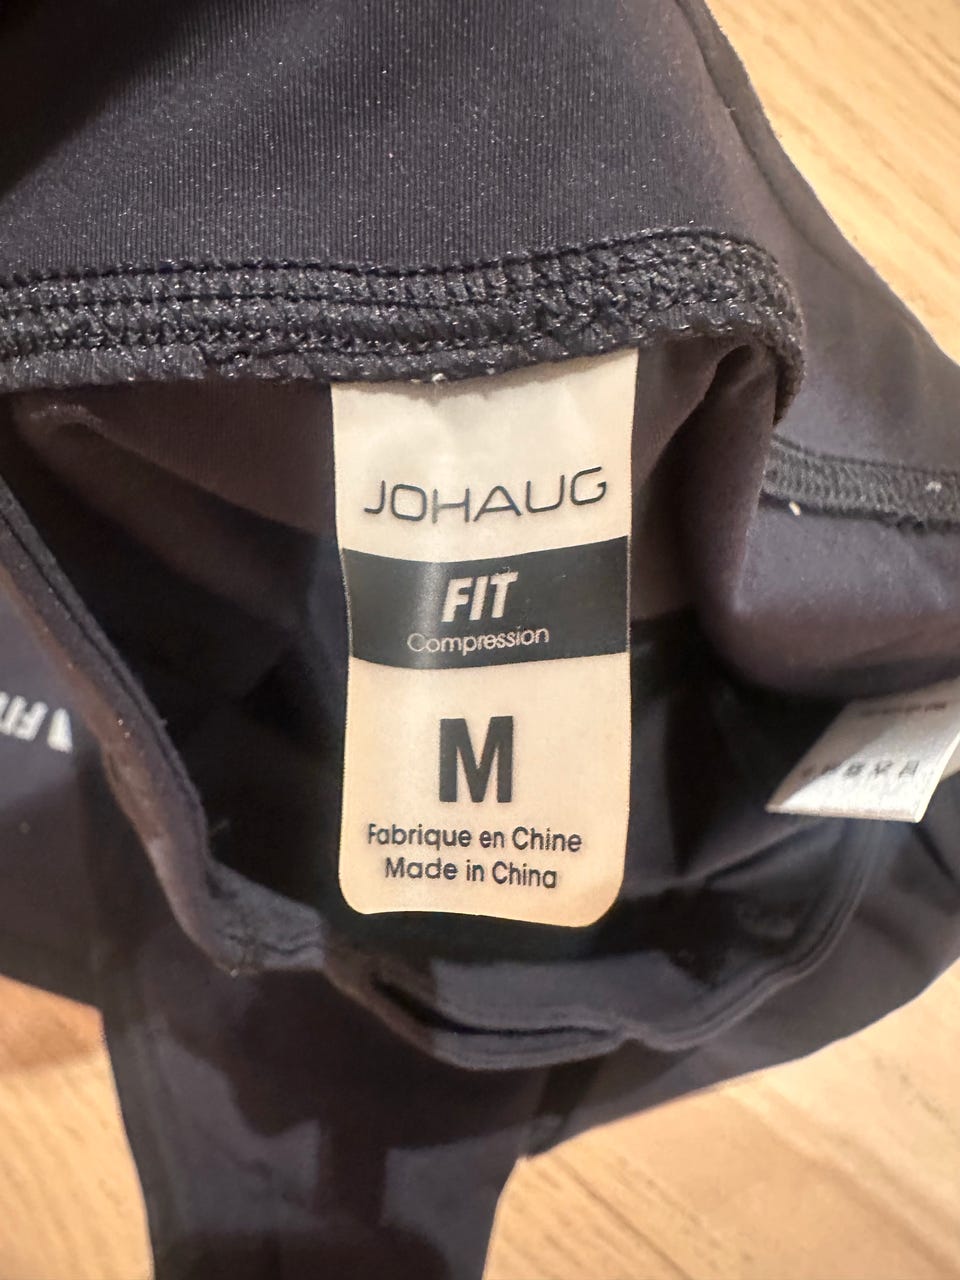 JOHAUG
FIT
Compression
M
Fabrique en Chine
Made in China